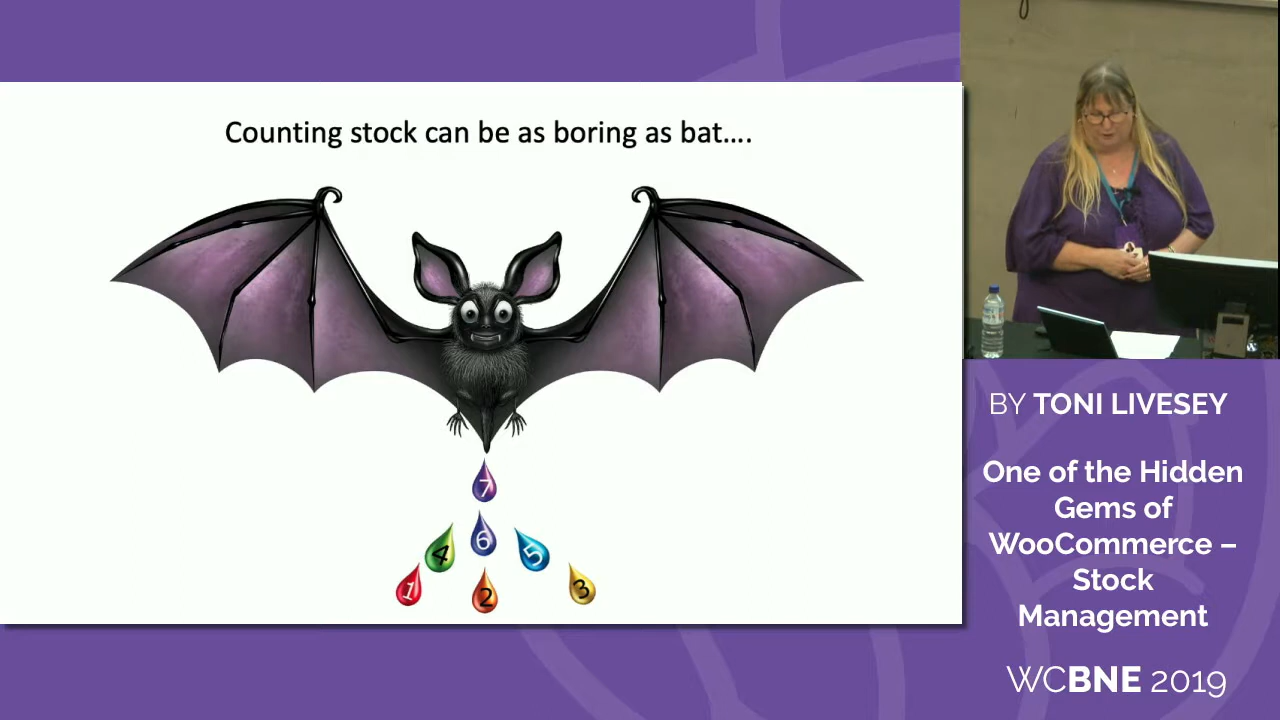 Counting stock can be as boring as bat....
7
4 6 5
1 2 3
BY TONI LIVESEY
One of the Hidden
Gems of
WooCommerce –
Stock
Management
WCBNE 2019